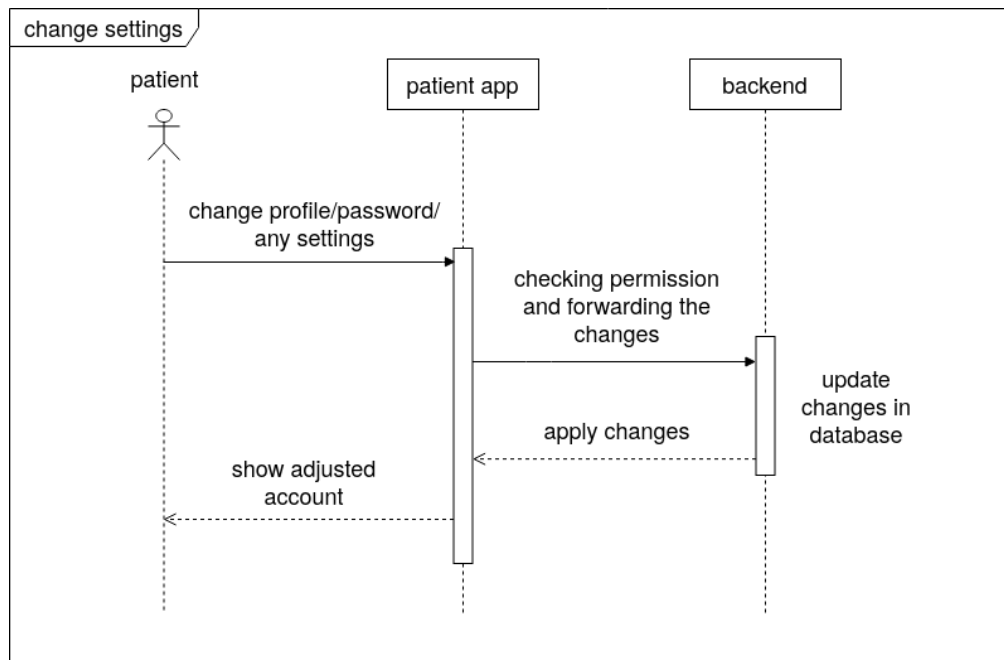 change settings
patient
patient app
backend
change profile/password/
any settings
checking permission
and forwarding the
changes
update
changes in
database
apply changes
show adjusted
account